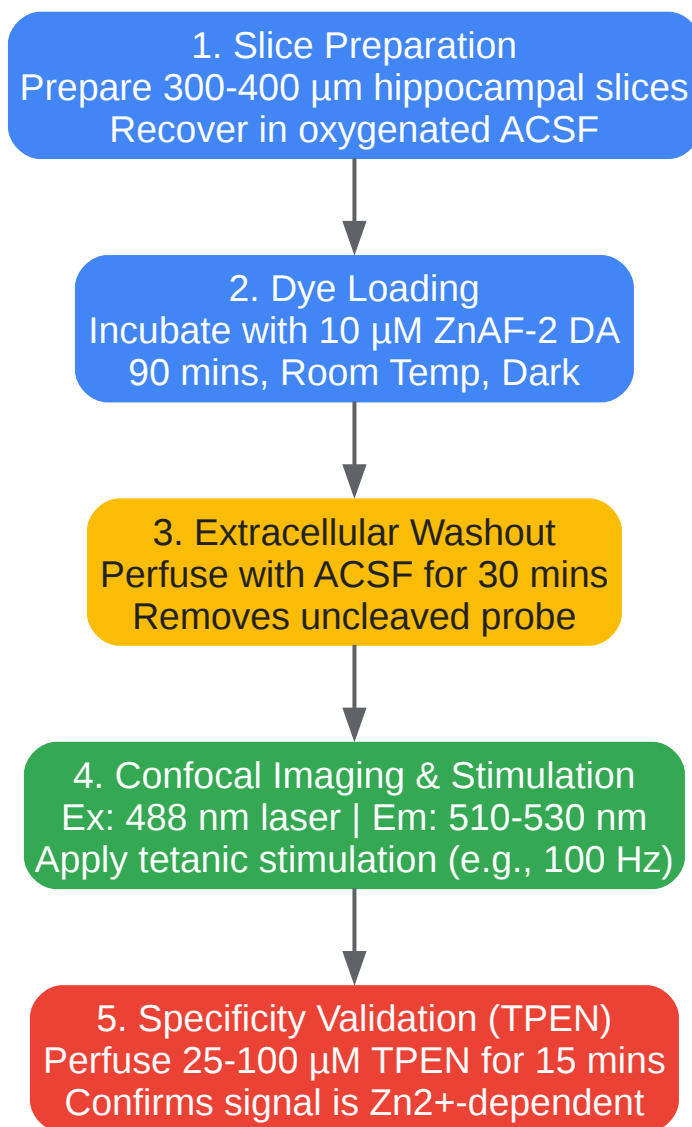 1. Slice Preparation
Prepare 300-400 µm hippocampal slices
Recover in oxygenated ACSF
2. Dye Loading
Incubate with 10 µM ZnAF-2 DA
90 mins, Room Temp, Dark
3. Extracellular Washout
Perfuse with ACSF for 30 mins
Removes uncleaved probe
4. Confocal Imaging & Stimulation
Ex: 488 nm laser | Em: 510-530 nm
Apply tetanic stimulation (e.g., 100 Hz)
5. Specificity Validation (TPEN)
Perfuse 25-100 µM TPEN for 15 mins
Confirms signal is Zn2+-dependent